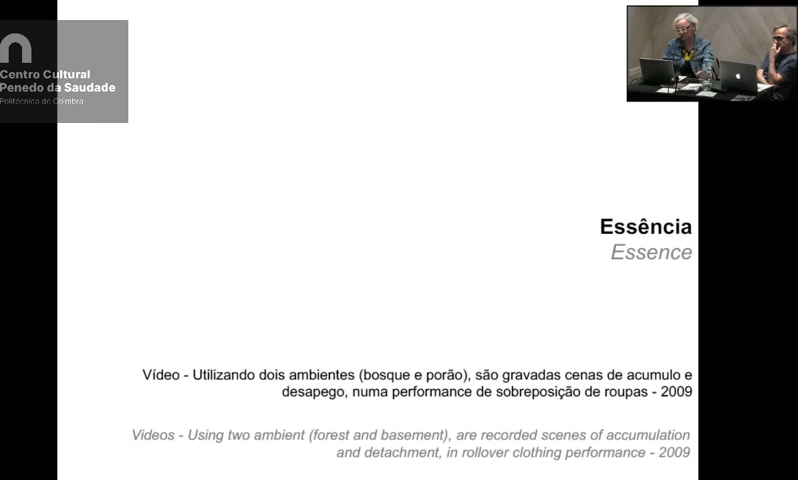 Centro Cultural
Penedo da Saudade
Politécnico de Coimbra
Essência
Essence
Vídeo - Utilizando dois ambientes (bosque e porão), são gravadas cenas de acumulo e
desapego, numa performance de sobreposição de roupas - 2009
Videos - Using two ambient (forest and basement), are recorded scenes of accumulation
and detachment, in rollover clothing performance - 2009